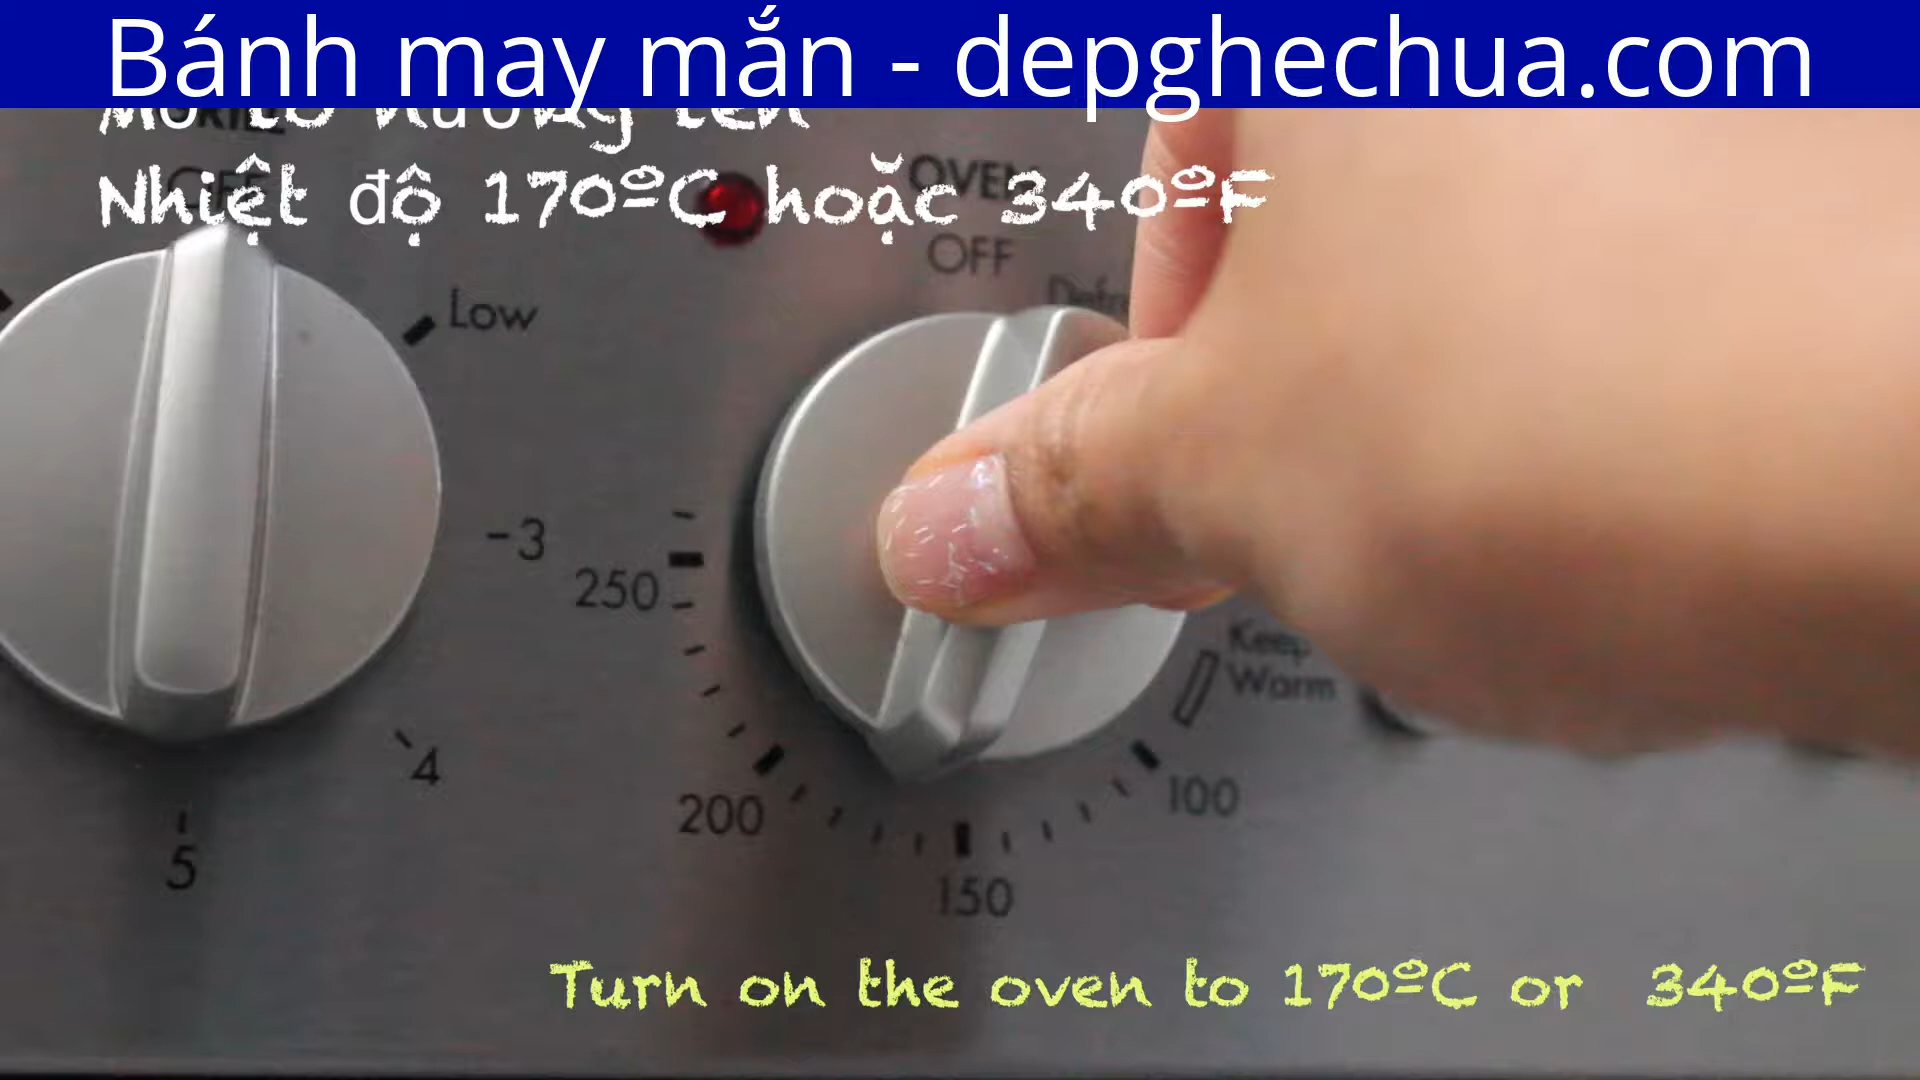 Bánh may mắn - depghechua.com
Nhiệt độ 170ºC hoặc 340ºF
OVEN
OFF
Low
-3
250
Keep
Warm
4
100
200
5
150
Turn on the oven to 170ºC or 340ºF